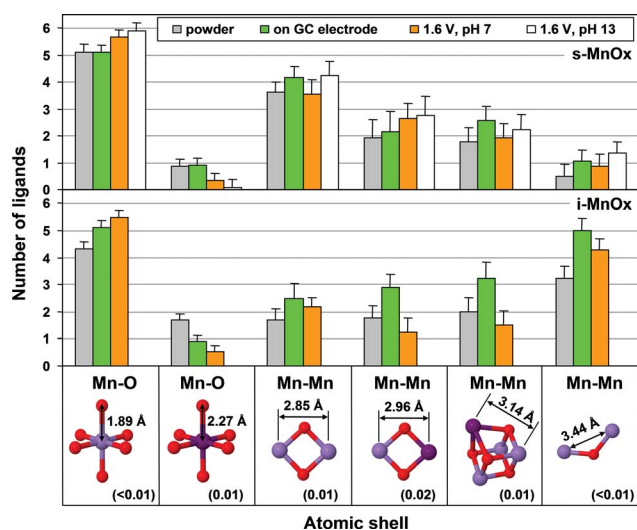 powder on GC electrode 1.6 V, pH 7 1.6 V, pH 13
s-MnOx
6
5
4
3
2
1
0
i-MnOx
6
5
4
3
2
1
0
Number of ligands
Mn-O Mn-O Mn-Mn Mn-Mn Mn-Mn Mn-Mn
1.89 Å 2.27 Å 2.85 Å 2.96 Å 3.14 Å 3.44 Å
(<0.01) (0.01) (0.01) (0.02) (0.01) (<0.01)
Atomic shell